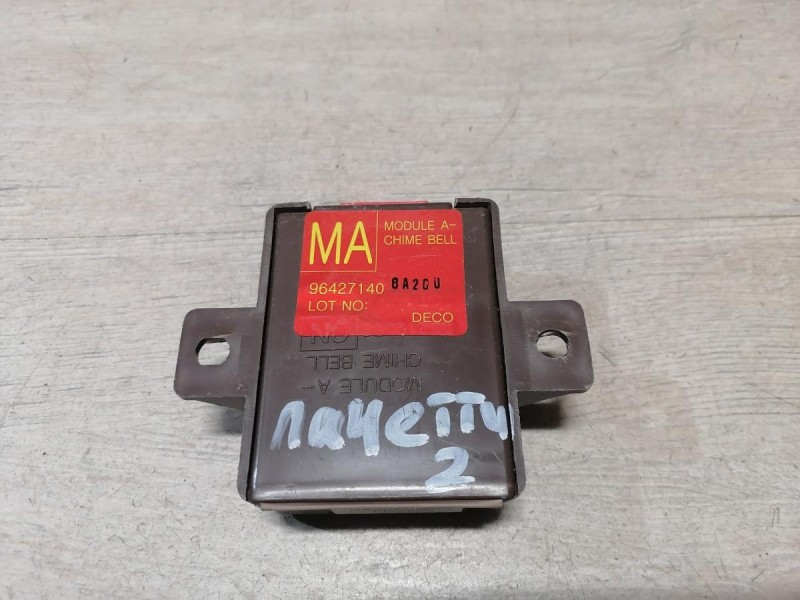 MA
MODULE A-
CHIME BELL
96427140 8A20U
LOT NO:
DECO
MODULE A-
CHIME BELL
лачетти
2